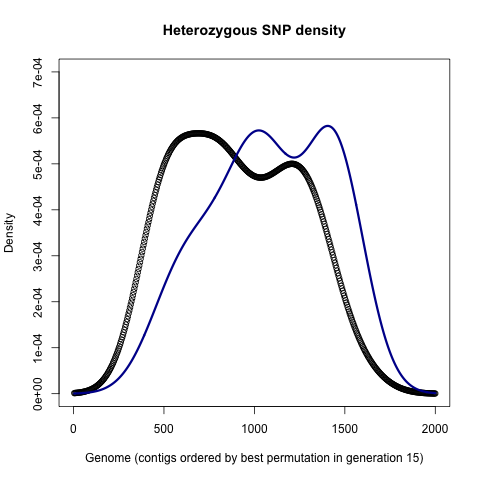 Heterozygous SNP density
7e-04
6e-04
5e-04
4e-04
3e-04
2e-04
1e-04
0e+00
Density
0 500 1000 1500 2000
Genome (contigs ordered by best permutation in generation 15)